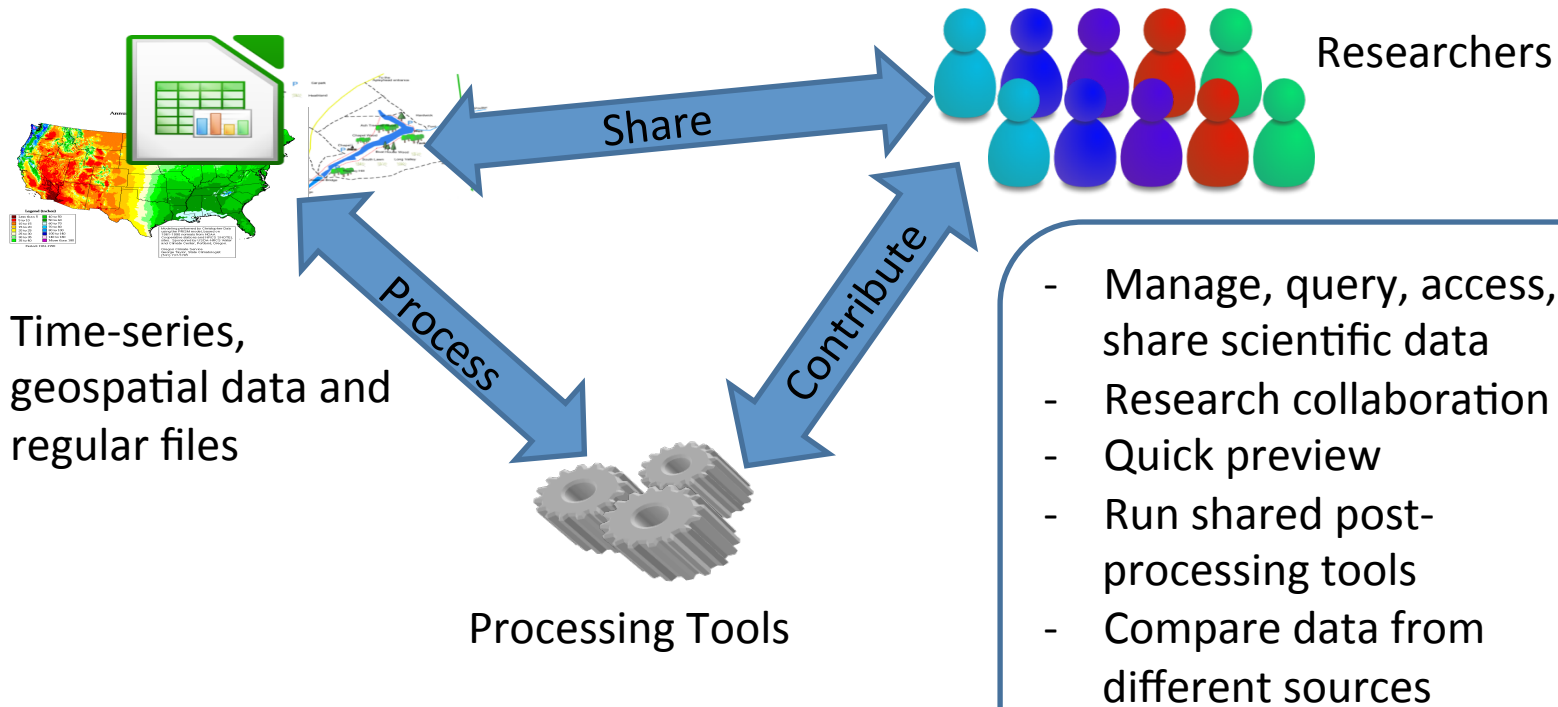 Researchers
Share
Process
Contribute
Time-series,
geospatial data and
regular files
Processing Tools
- Manage, query, access,
share scientific data
- Research collaboration
- Quick preview
- Run shared post-
processing tools
- Compare data from
different sources